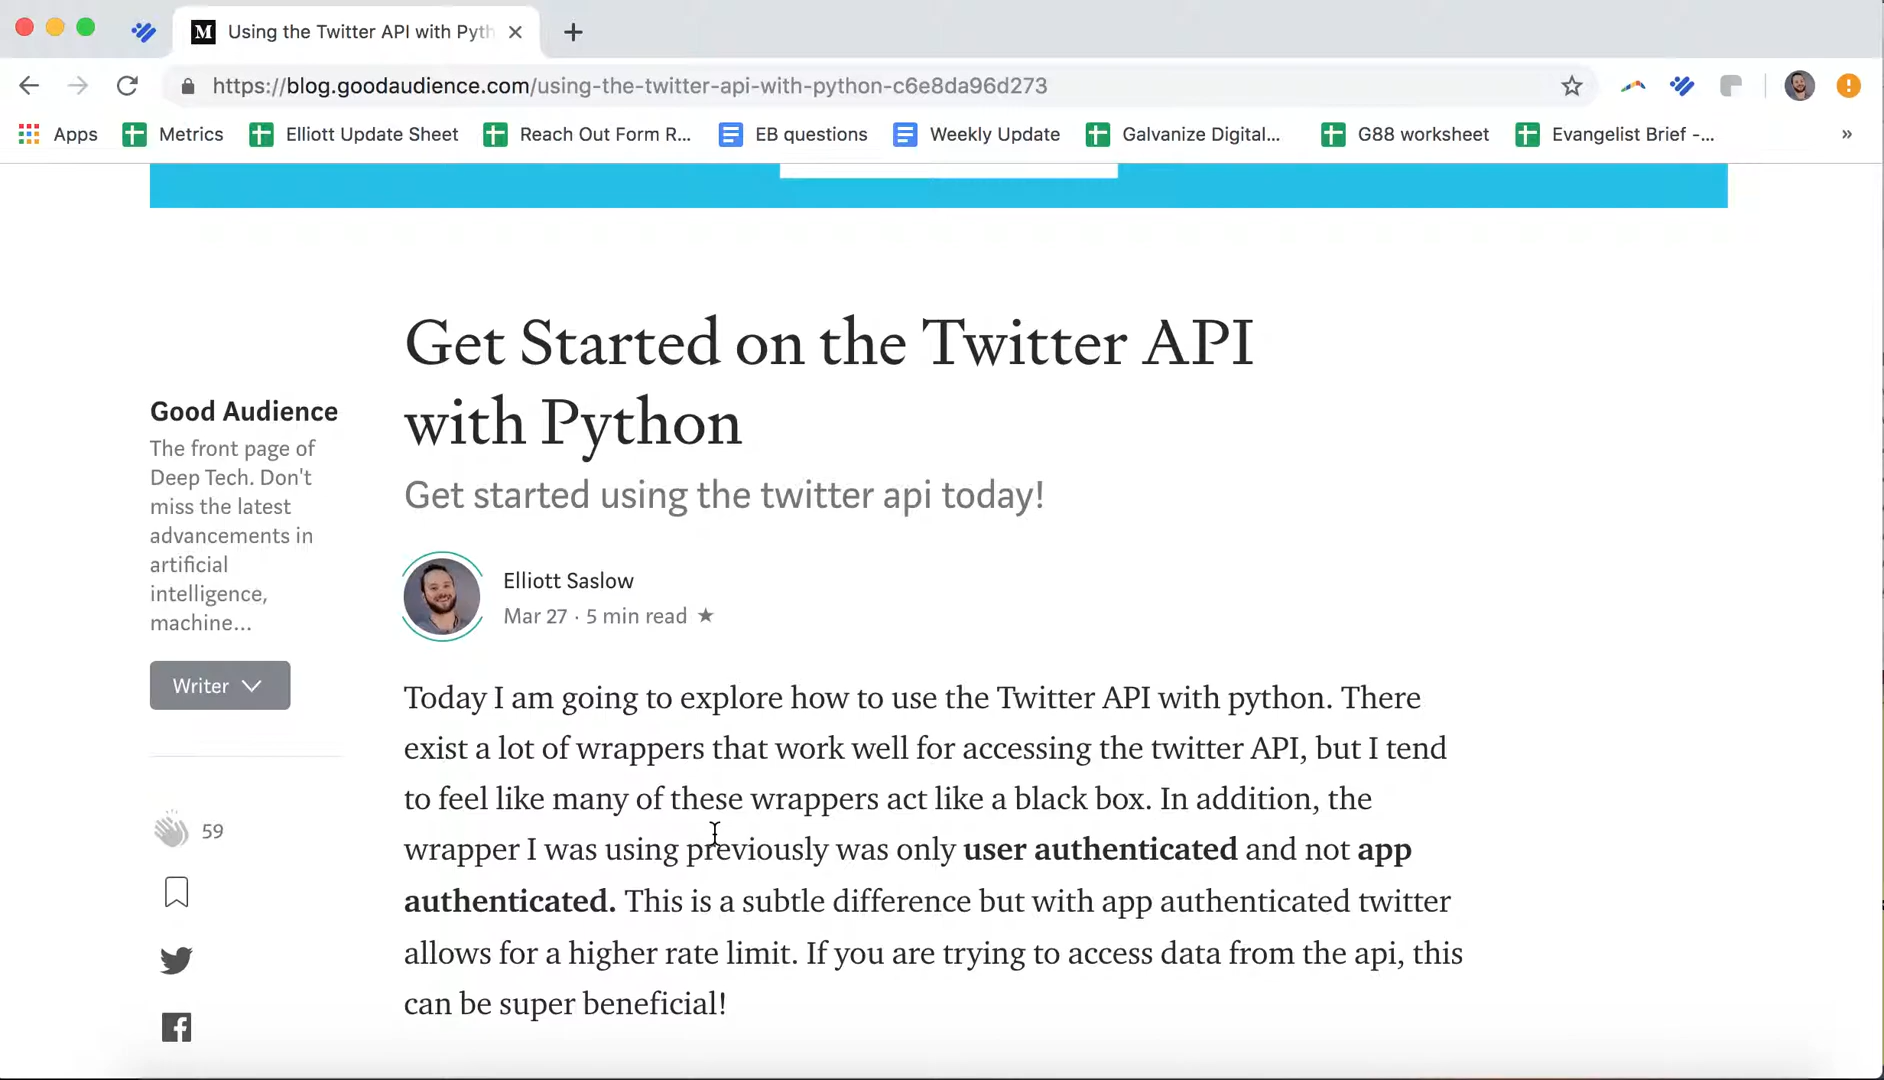 M Using the Twitter API with Pyth
https://blog.goodaudience.com/using-the-twitter-api-with-python-c6e8da96d273
Apps Metrics Elliott Update Sheet Reach Out Form R... EB questions Weekly Update Galvanize Digital... G88 worksheet Evangelist Brief -... »
Get Started on the Twitter API
with Python
Get started using the twitter api today!
Good Audience
The front page of
Deep Tech. Don't
miss the latest
advancements in
artificial
intelligence,
machine...
Writer
59
Elliott Saslow
Mar 27 · 5 min read ★
Today I am going to explore how to use the Twitter API with python. There
exist a lot of wrappers that work well for accessing the twitter API, but I tend
to feel like many of these wrappers act like a black box. In addition, the
wrapper I was using previously was only user authenticated and not app
authenticated. This is a subtle difference but with app authenticated twitter
allows for a higher rate limit. If you are trying to access data from the api, this
can be super beneficial!